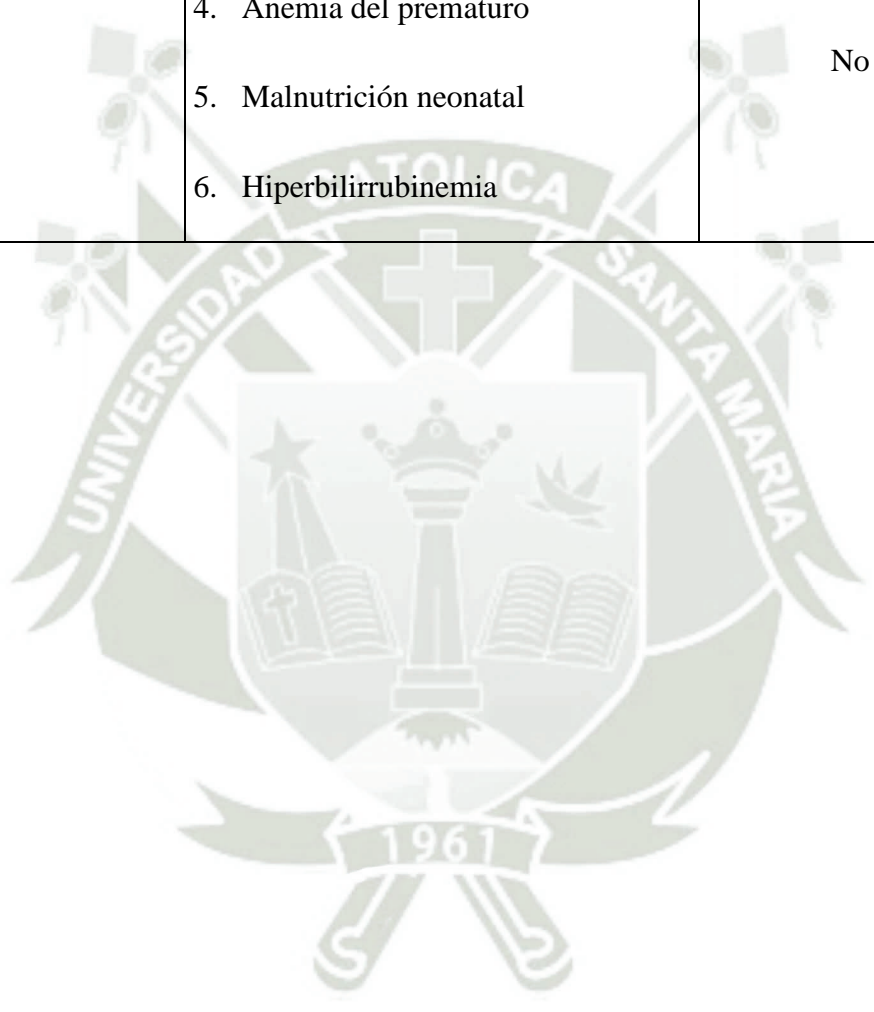 4. Anemia del prematuro
No
5. Malnutrición neonatal
6. Hiperbilirrubinemia
UNIVERSIDAD CATOLICA SANTA MARIA
1961